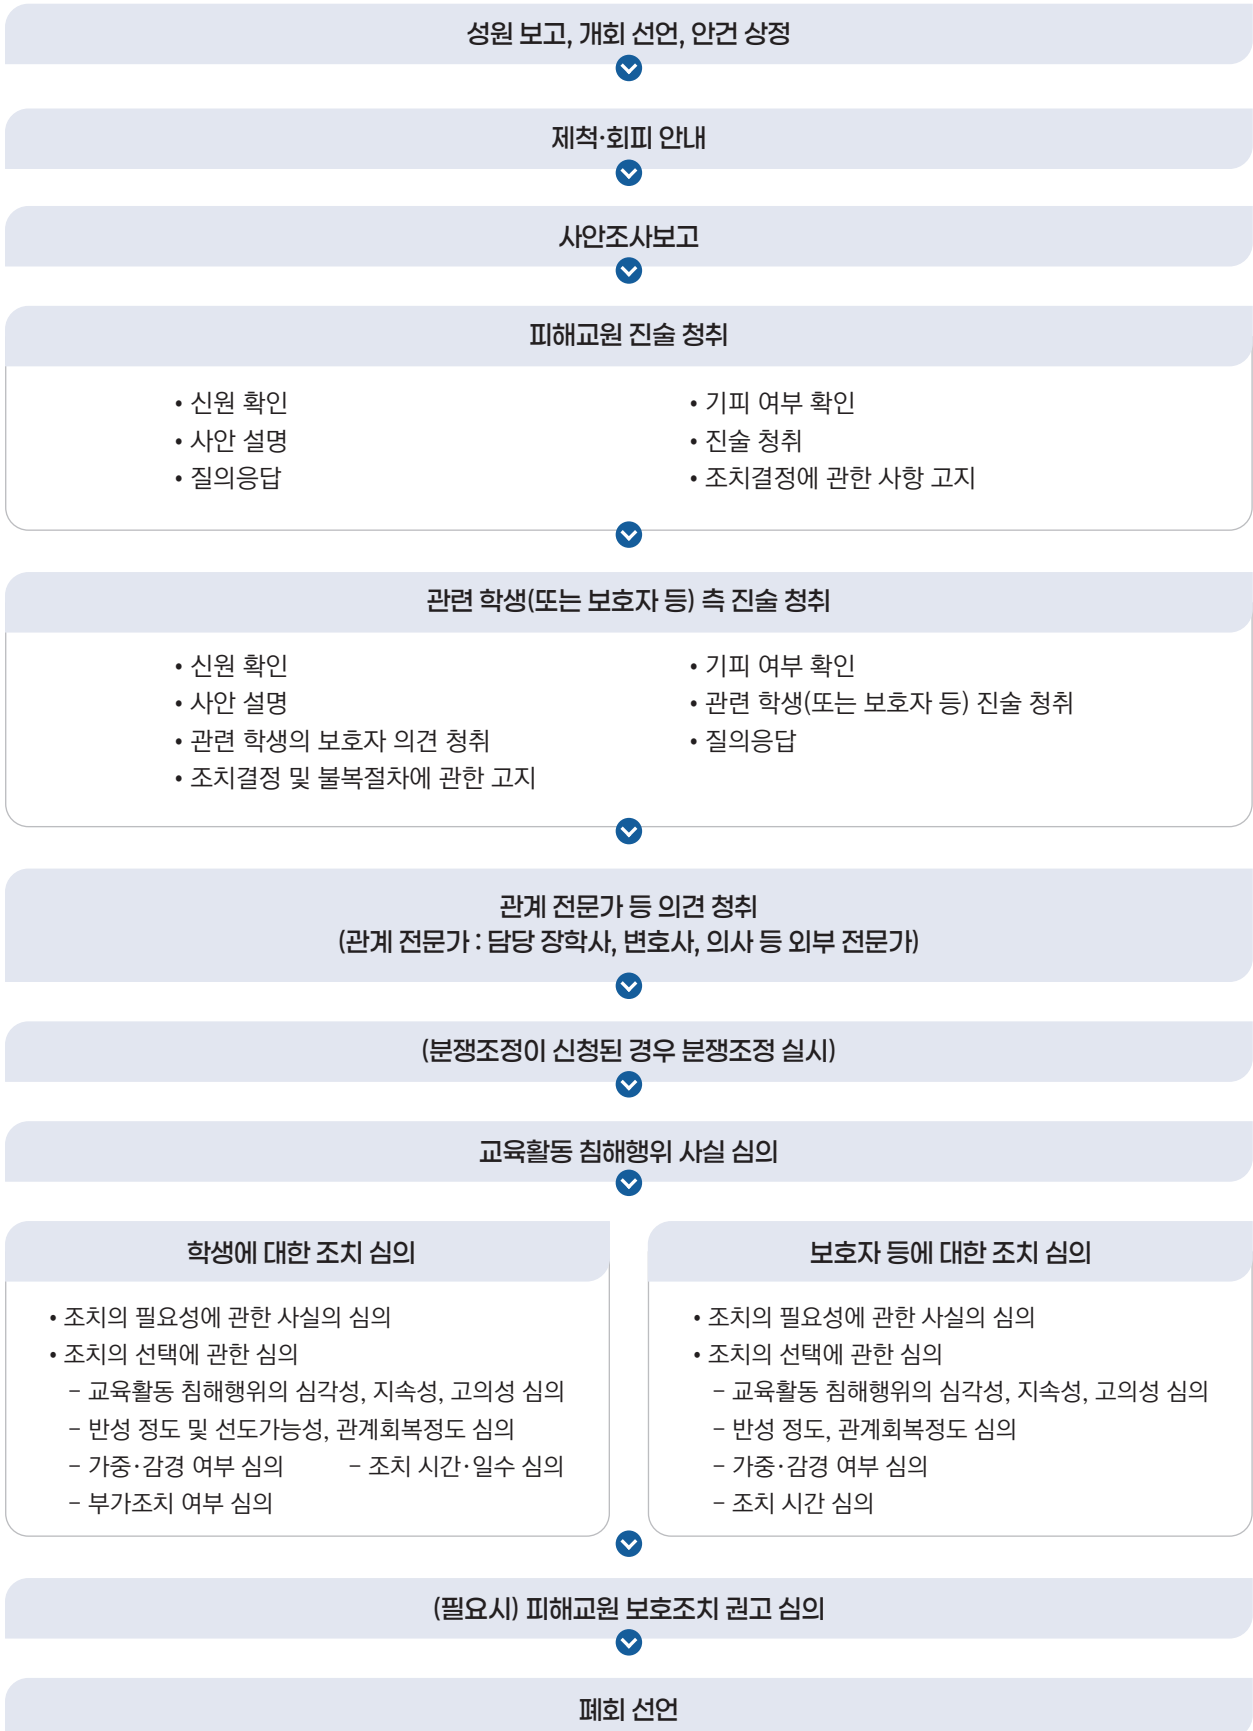 성원 보고, 개회 선언, 안건 상정
제척·회피 안내
사안조사보고
피해교원 진술 청취
• 신원 확인
• 기피 여부 확인
• 사안 설명
• 진술 청취
• 질의응답
• 조치결정에 관한 사항 고지
관련 학생(또는 보호자 등) 측 진술 청취
• 신원 확인
• 기피 여부 확인
• 사안 설명
• 관련 학생(또는 보호자 등) 진술 청취
• 관련 학생의 보호자 의견 청취
• 질의응답
• 조치결정 및 불복절차에 관한 고지
관계 전문가 등 의견 청취
(관계 전문가 : 담당 장학사, 변호사, 의사 등 외부 전문가)
(분쟁조정이 신청된 경우 분쟁조정 실시)
교육활동 침해행위 사실 심의
학생에 대한 조치 심의
• 조치의 필요성에 관한 사실의 심의
• 조치의 선택에 관한 심의
- 교육활동 침해행위의 심각성, 지속성, 고의성 심의
- 반성 정도 및 선도가능성, 관계회복정도 심의
- 가중·감경 여부 심의 - 조치 시간·일수 심의
- 부가조치 여부 심의
보호자 등에 대한 조치 심의
• 조치의 필요성에 관한 사실의 심의
• 조치의 선택에 관한 심의
- 교육활동 침해행위의 심각성, 지속성, 고의성 심의
- 반성 정도, 관계회복정도 심의
- 가중·감경 여부 심의
- 조치 시간 심의
(필요시) 피해교원 보호조치 권고 심의
폐회 선언